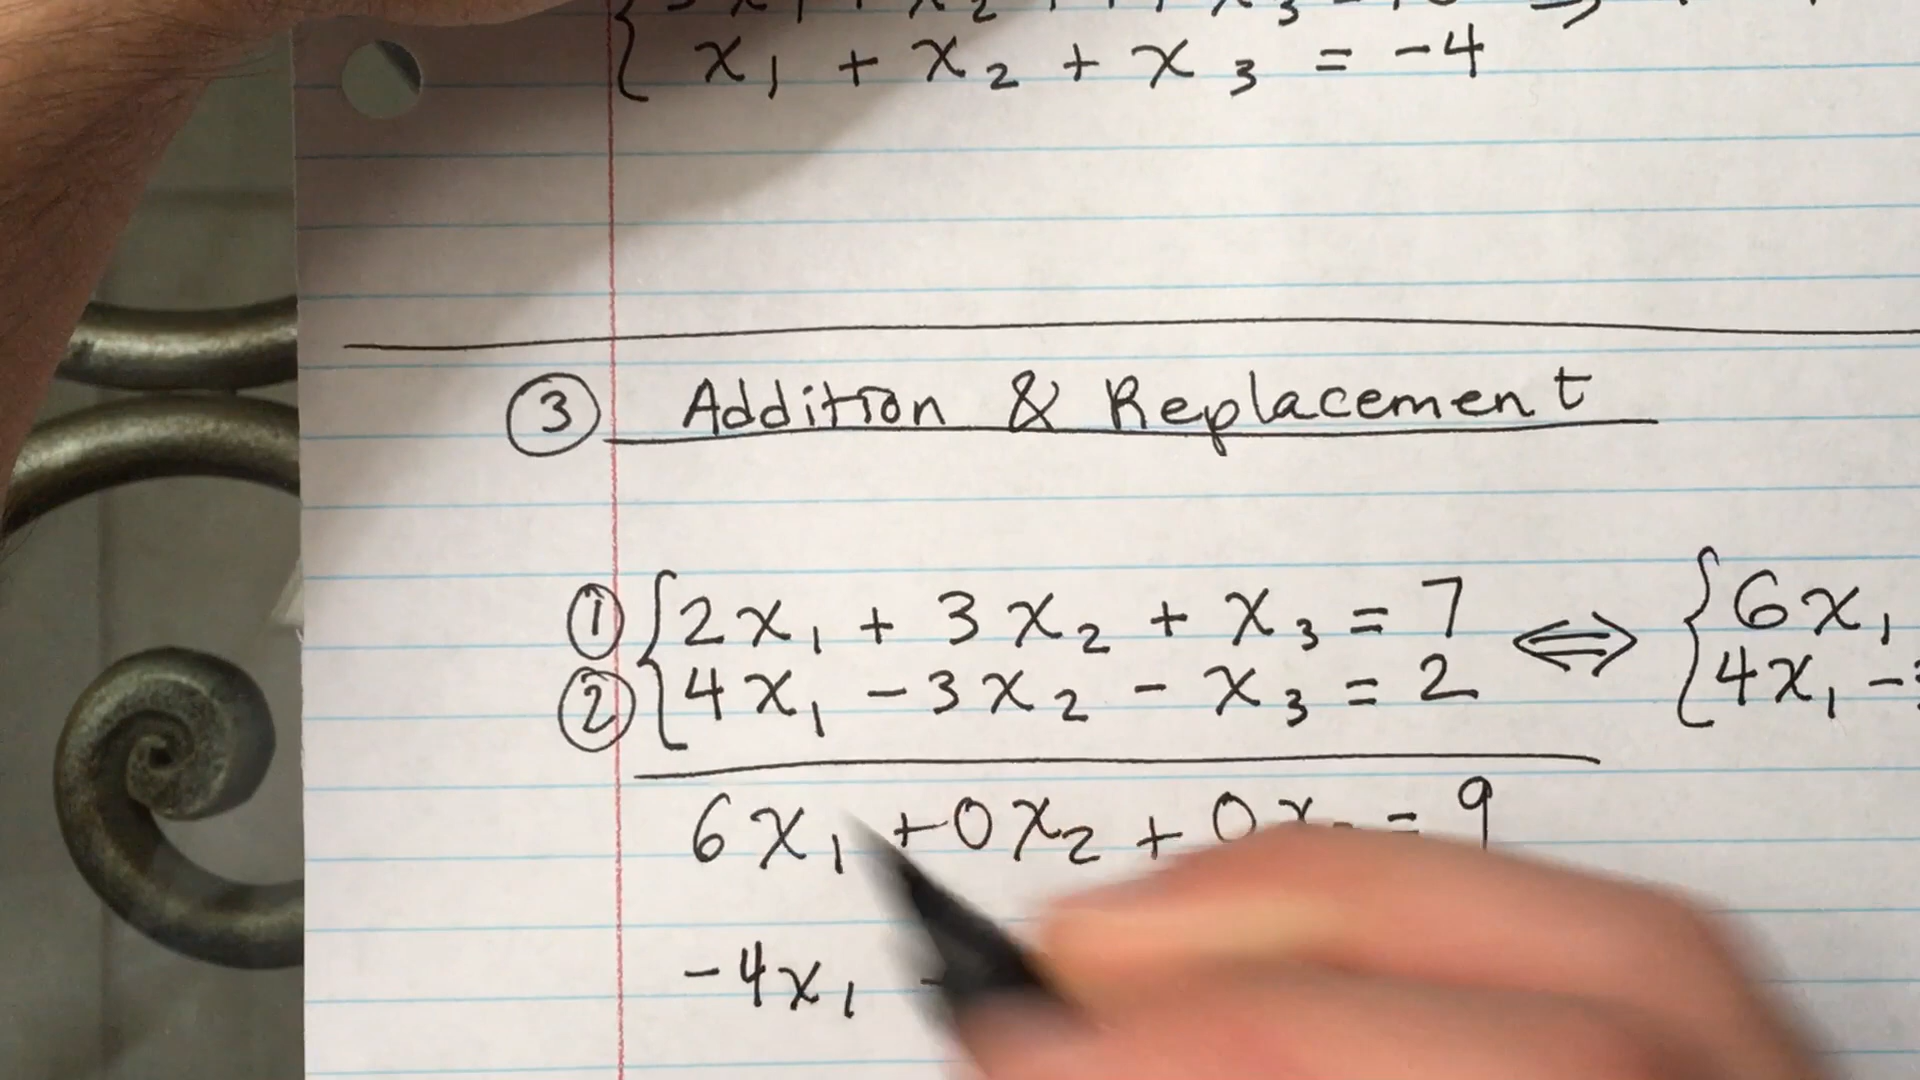 x₁ + x₂ + x₃ = -4
③ Addition & Replacement
① { 2x₁ + 3x₂ + x₃ = 7 ⟺ { 6x₁
② { 4x₁ - 3x₂ - x₃ = 2 { 4x₁ -
6x₁ + 0x₂ + 0x = 9
-4x₁ -